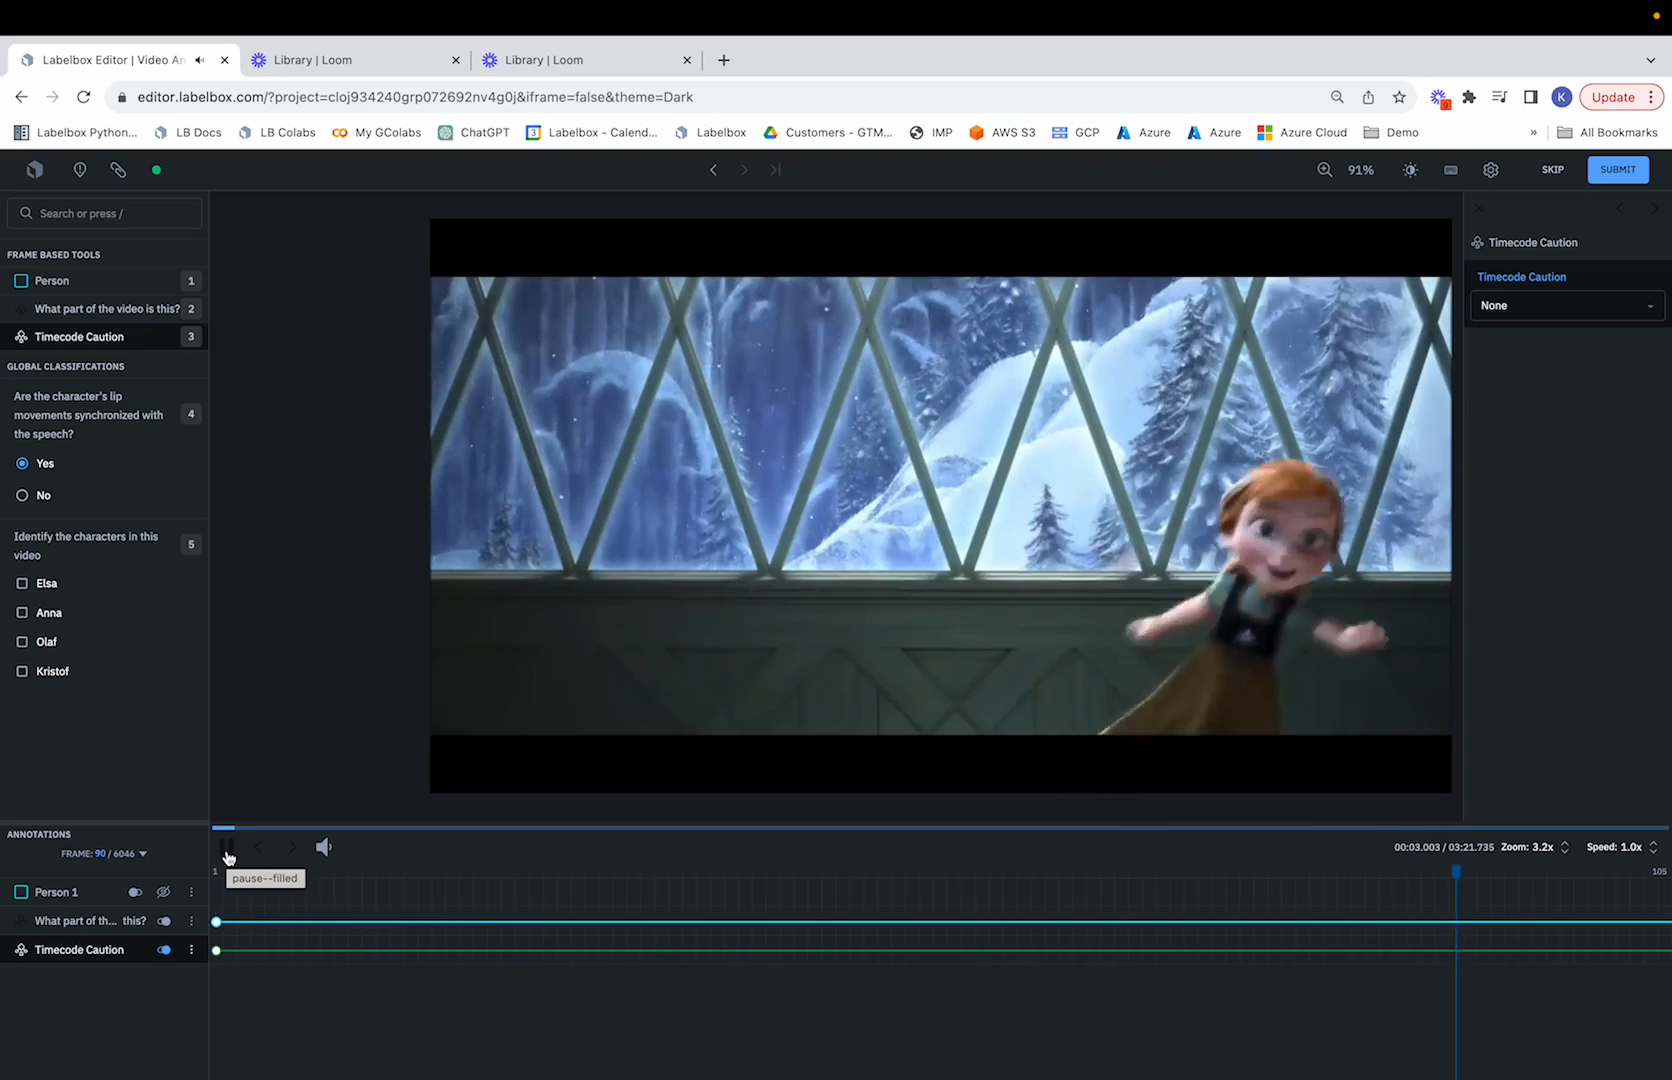 Labelbox Editor | Video An
Library | Loom
Library | Loom
editor.labelbox.com/?project=cloj934240grp072692nv4g0j&iframe=false&theme=Dark
9
K
Update
Labelbox Python...
LB Docs
LB Colabs
My GColabs
ChatGPT
3
Labelbox - Calend...
Labelbox
Customers - GTM...
IMP
AWS S3
GCP
Azure
Azure
Azure Cloud
Demo
»
All Bookmarks
91%
SKIP
SUBMIT
Search or press /
FRAME BASED TOOLS
Person 1
What part of the video is this? 2
Timecode Caution 3
GLOBAL CLASSIFICATIONS
Are the character's lip
movements synchronized with 4
the speech?
Yes
No
Identify the characters in this
video 5
Elsa
Anna
Olaf
Kristof
Timecode Caution
Timecode Caution
None
ANNOTATIONS
FRAME: 90 / 6046
00:03.003 / 03:21.735 Zoom: 3.2x Speed: 1.0x
1
105
pause--filled
Person 1
What part of th... this?
Timecode Caution